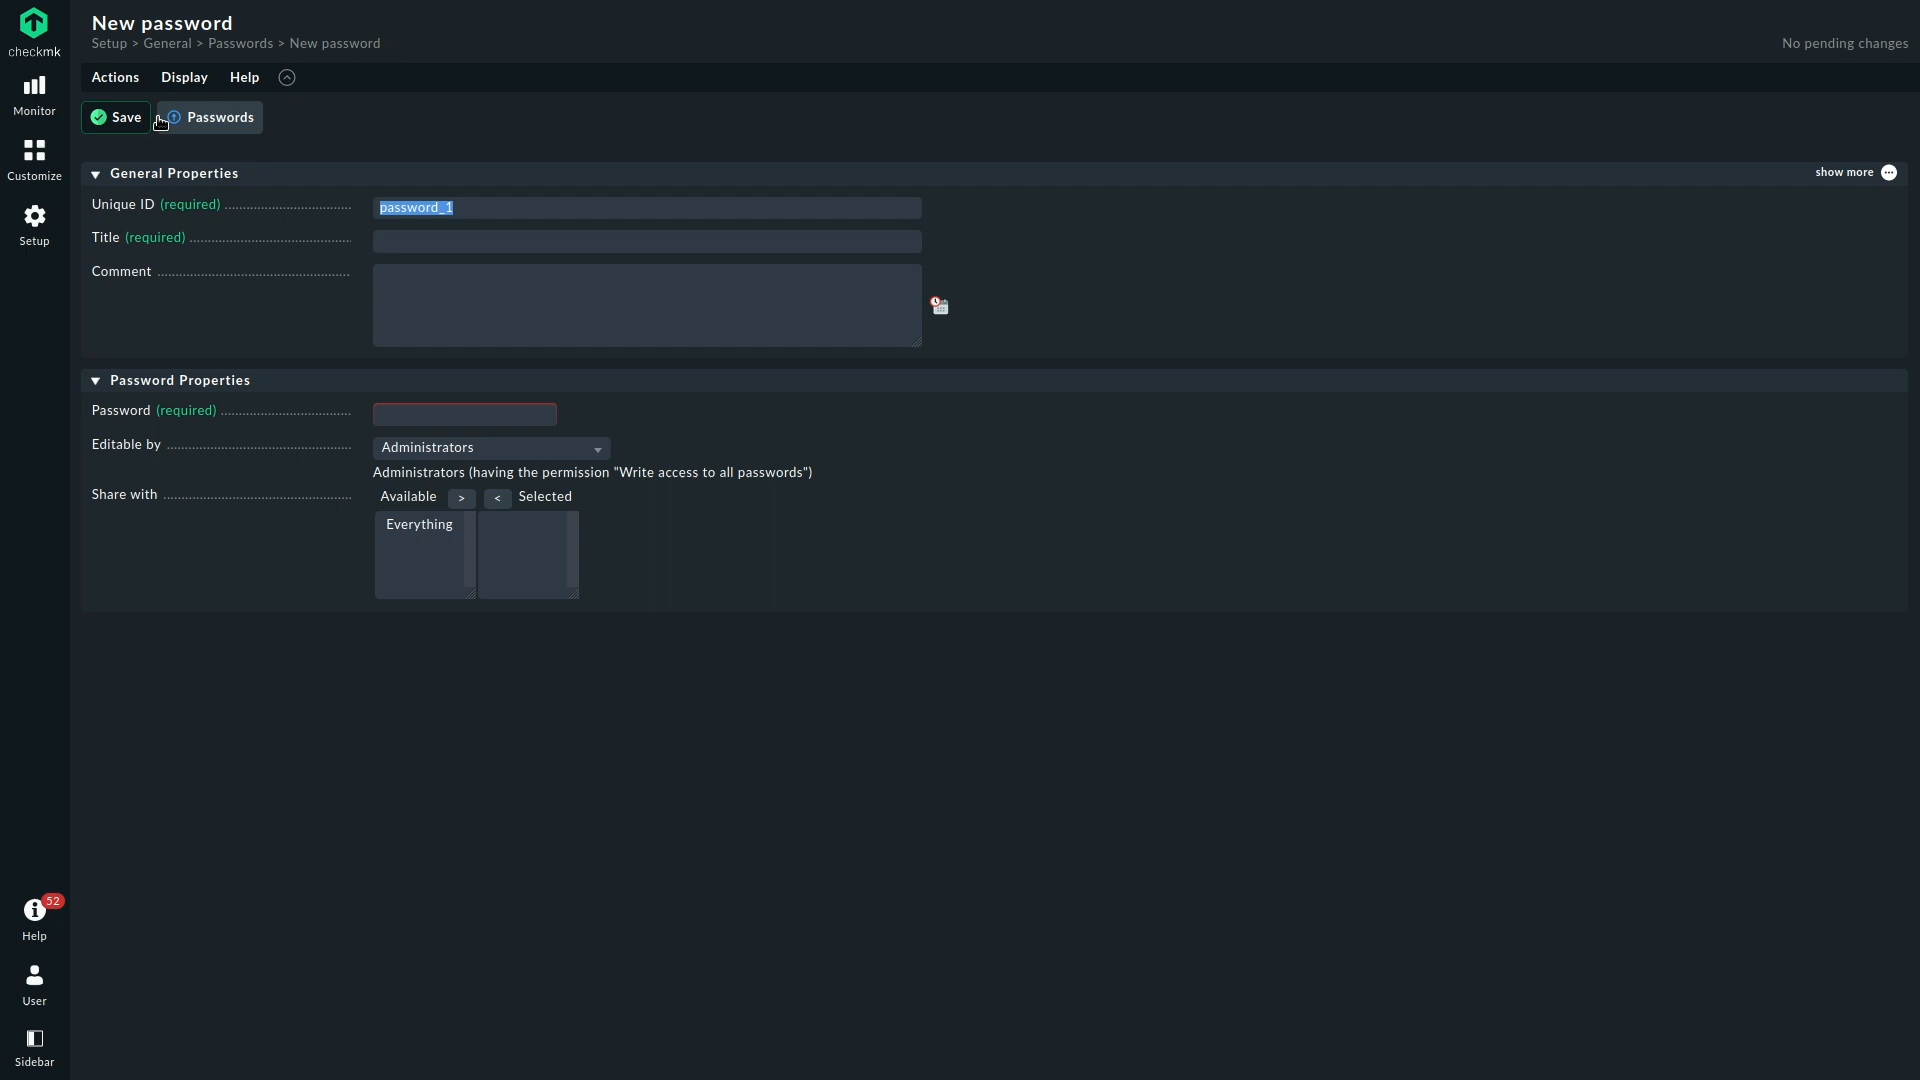 New password
Setup > General > Passwords > New password
No pending changes
checkmk
Monitor
Customize
Setup
Actions Display Help
Save Passwords
General Properties
show more
Unique ID (required)
password_1
Title (required)
Comment
Password Properties
Password (required)
Editable by
Administrators
Administrators (having the permission "Write access to all passwords")
Share with
Available > < Selected
Everything
52
Help
User
Sidebar